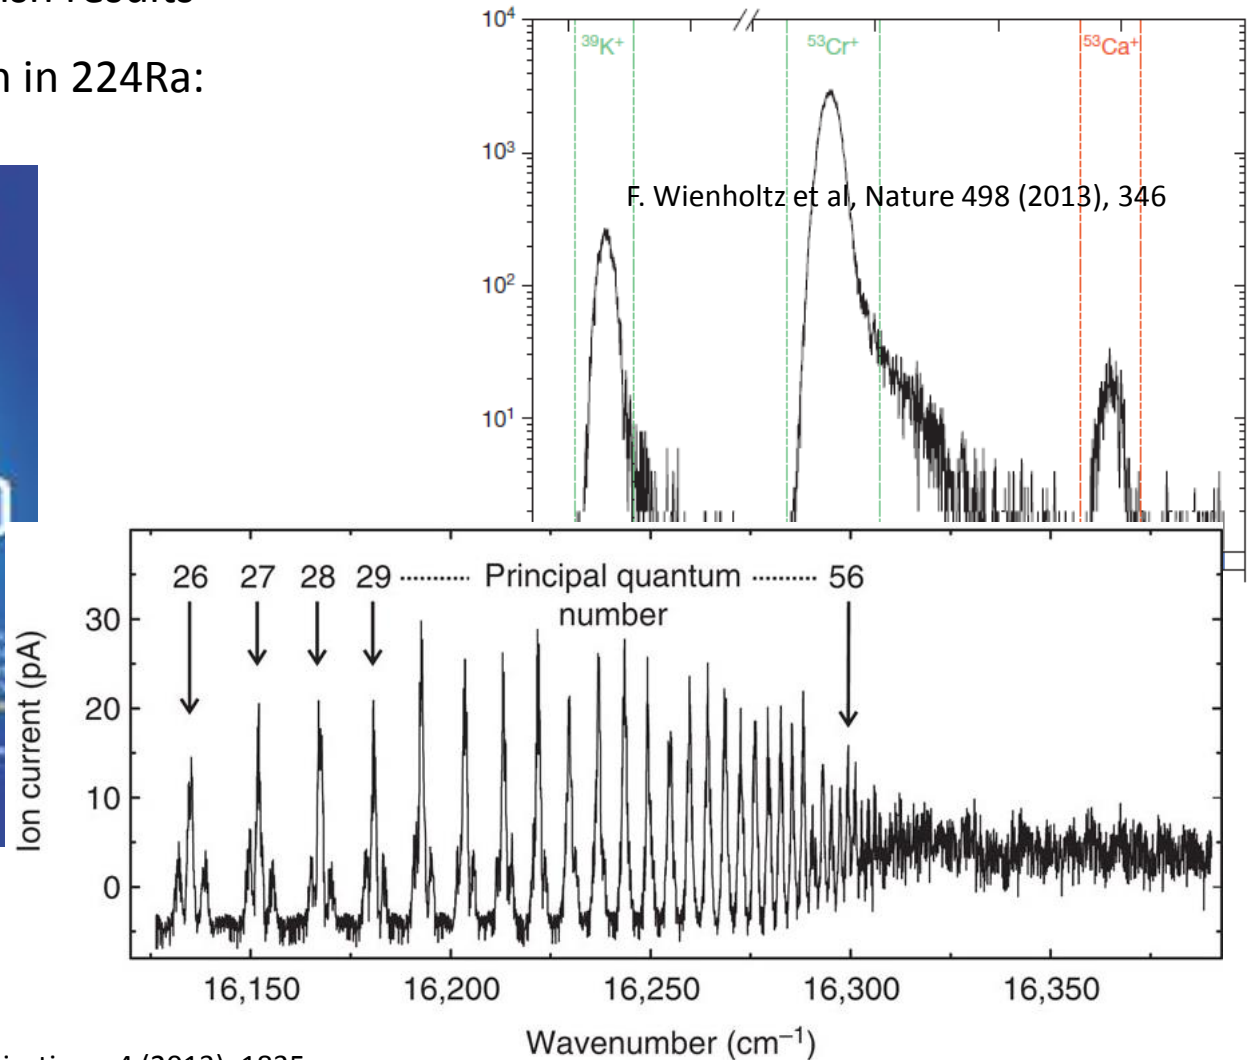 n in 224Ra:
10⁴
³⁹K⁺
⁵³Cr⁺
⁵³Ca⁺
10³
F. Wienholtz et al, Nature 498 (2013), 346
10²
10¹
26 27 28 29 ........... Principal quantum ........... 56
number
30
20
10
0
Ion current (pA)
16,150 16,200 16,250 16,300 16,350
Wavenumber (cm⁻¹)
4 (2013), 1835